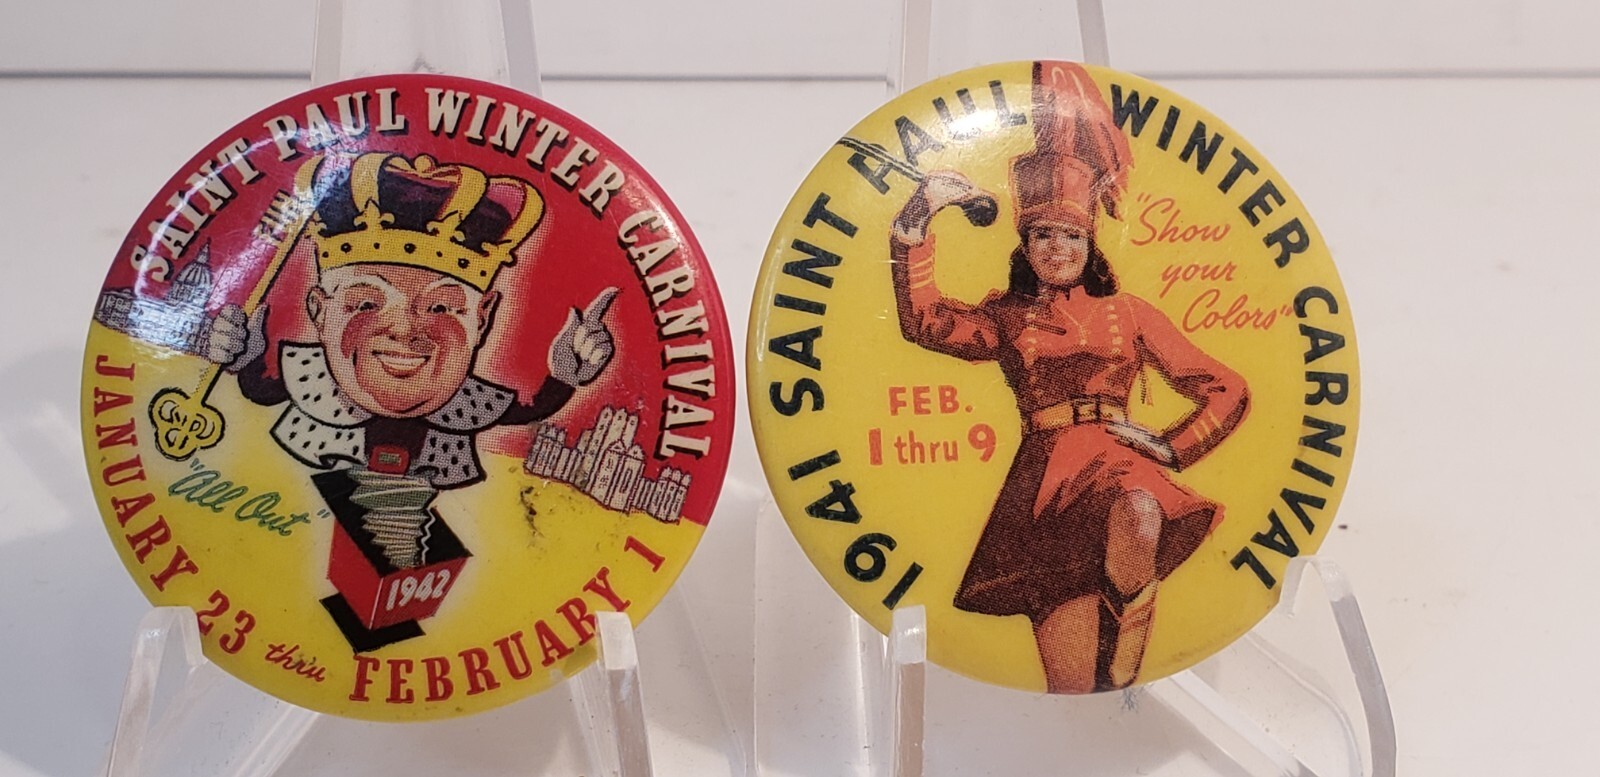 SAINT PAUL WINTER CARNIVAL
"All Out"
1942
JANUARY 23 thru FEBRUARY 1
1941 SAINT PAUL WINTER CARNIVAL
"Show
your
Colors"
FEB.
1 thru 9